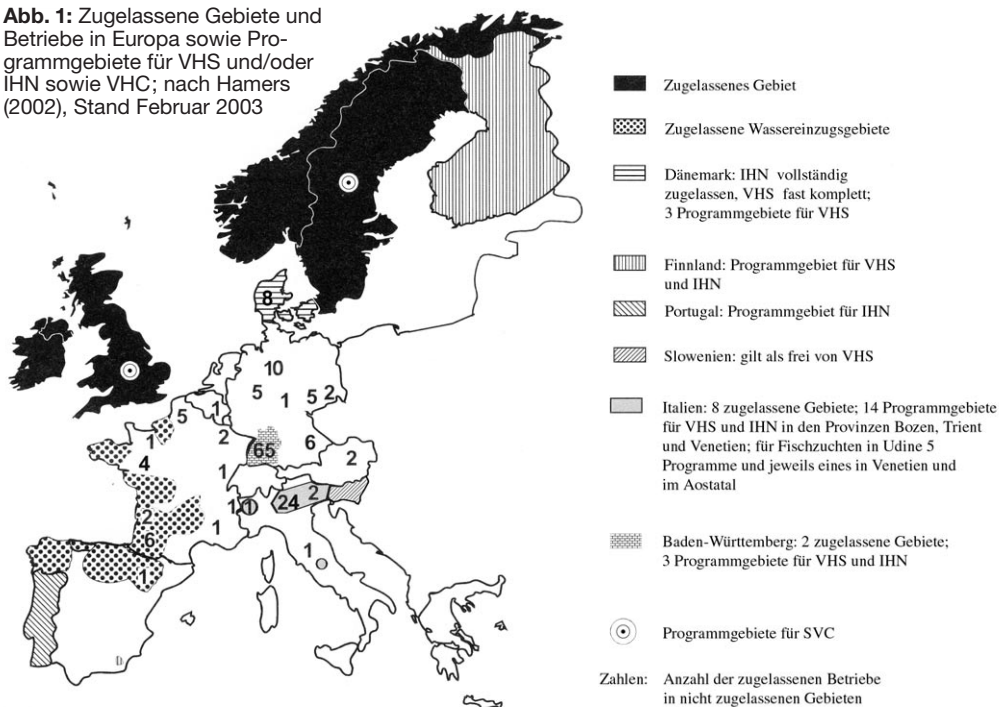 Abb. 1: Zugelassene Gebiete und
Betriebe in Europa sowie Pro-
grammgebiete für VHS und/oder
IHN sowie VHC; nach Hamers
(2002), Stand Februar 2003
Zugelassenes Gebiet
Zugelassene Wassereinzugsgebiete
Dänemark: IHN vollständig
zugelassen, VHS fast komplett;
3 Programmgebiete für VHS
Finnland: Programmgebiet für VHS
und IHN
Portugal: Programmgebiet für IHN
Slowenien: gilt als frei von VHS
Italien: 8 zugelassene Gebiete; 14 Programmgebiete
für VHS und IHN in den Provinzen Bozen, Trient
und Venetien; für Fischzuchten in Udine 5
Programme und jeweils eines in Venetien und
im Aostatal
Baden-Württemberg: 2 zugelassene Gebiete;
3 Programmgebiete für VHS und IHN
Programmgebiete für SVC
Zahlen: Anzahl der zugelassenen Betriebe
in nicht zugelassenen Gebieten
8
10
5 1 5 2
5 1
1 2 65 6
4 1 2
2 1 1 24 2
6 1
1 1